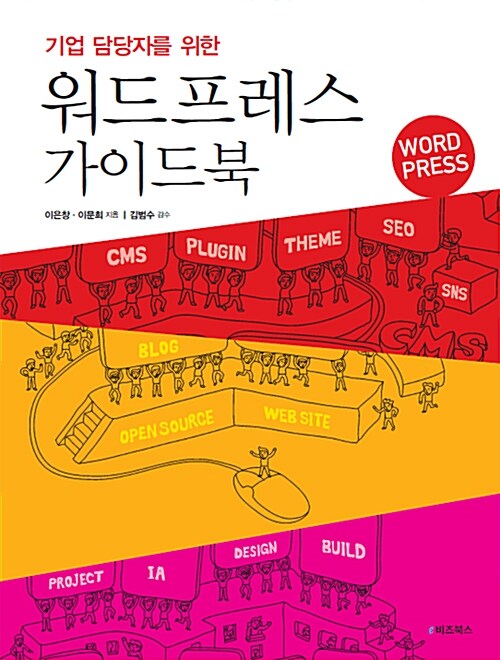 기업 담당자를 위한
워드프레스
가이드북
WORD
PRESS
이은창 · 이문희 지음 | 김범수 감수
CMS
PLUGIN
THEME
SEO
SNS
CMS
BLOG
OPEN SOURCE
WEB SITE
PROJECT
IA
DESIGN
BUILD
e비즈북스